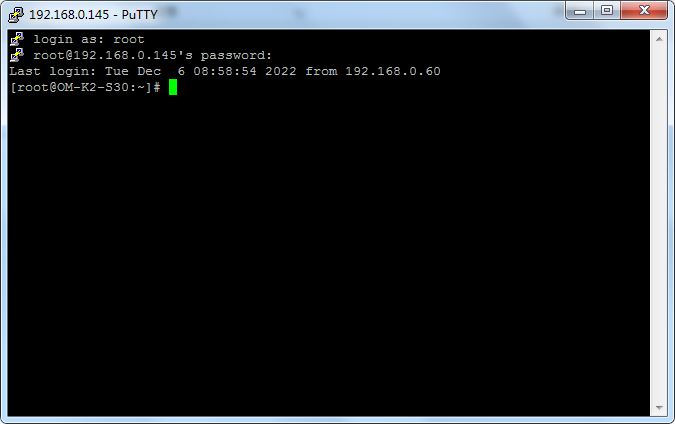 192.168.0.145 - PuTTY
login as: root
root@192.168.0.145's password:
Last login: Tue Dec  6 08:58:54 2022 from 192.168.0.60
[root@OM-K2-S30:~]#